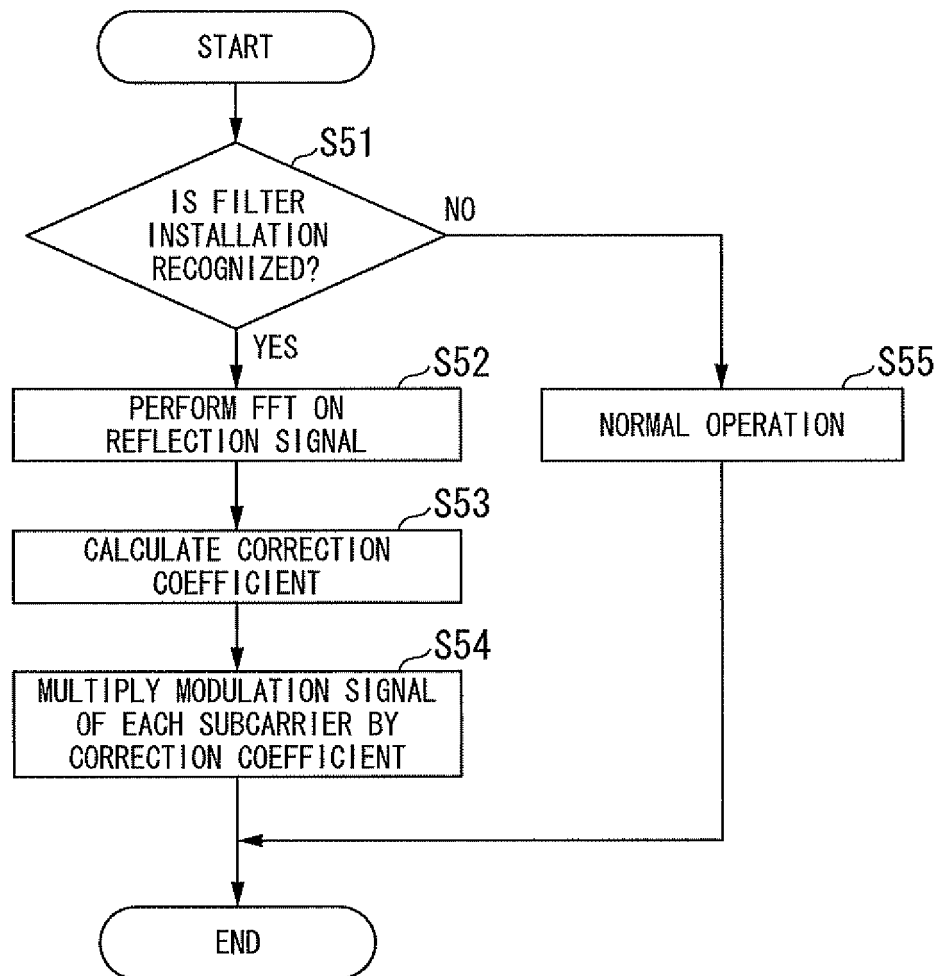 START
S51
IS FILTER
INSTALLATION
RECOGNIZED?
NO
YES
S52
PERFORM FFT ON
REFLECTION SIGNAL
S55
NORMAL OPERATION
S53
CALCULATE CORRECTION
COEFFICIENT
S54
MULTIPLY MODULATION SIGNAL
OF EACH SUBCARRIER BY
CORRECTION COEFFICIENT
END